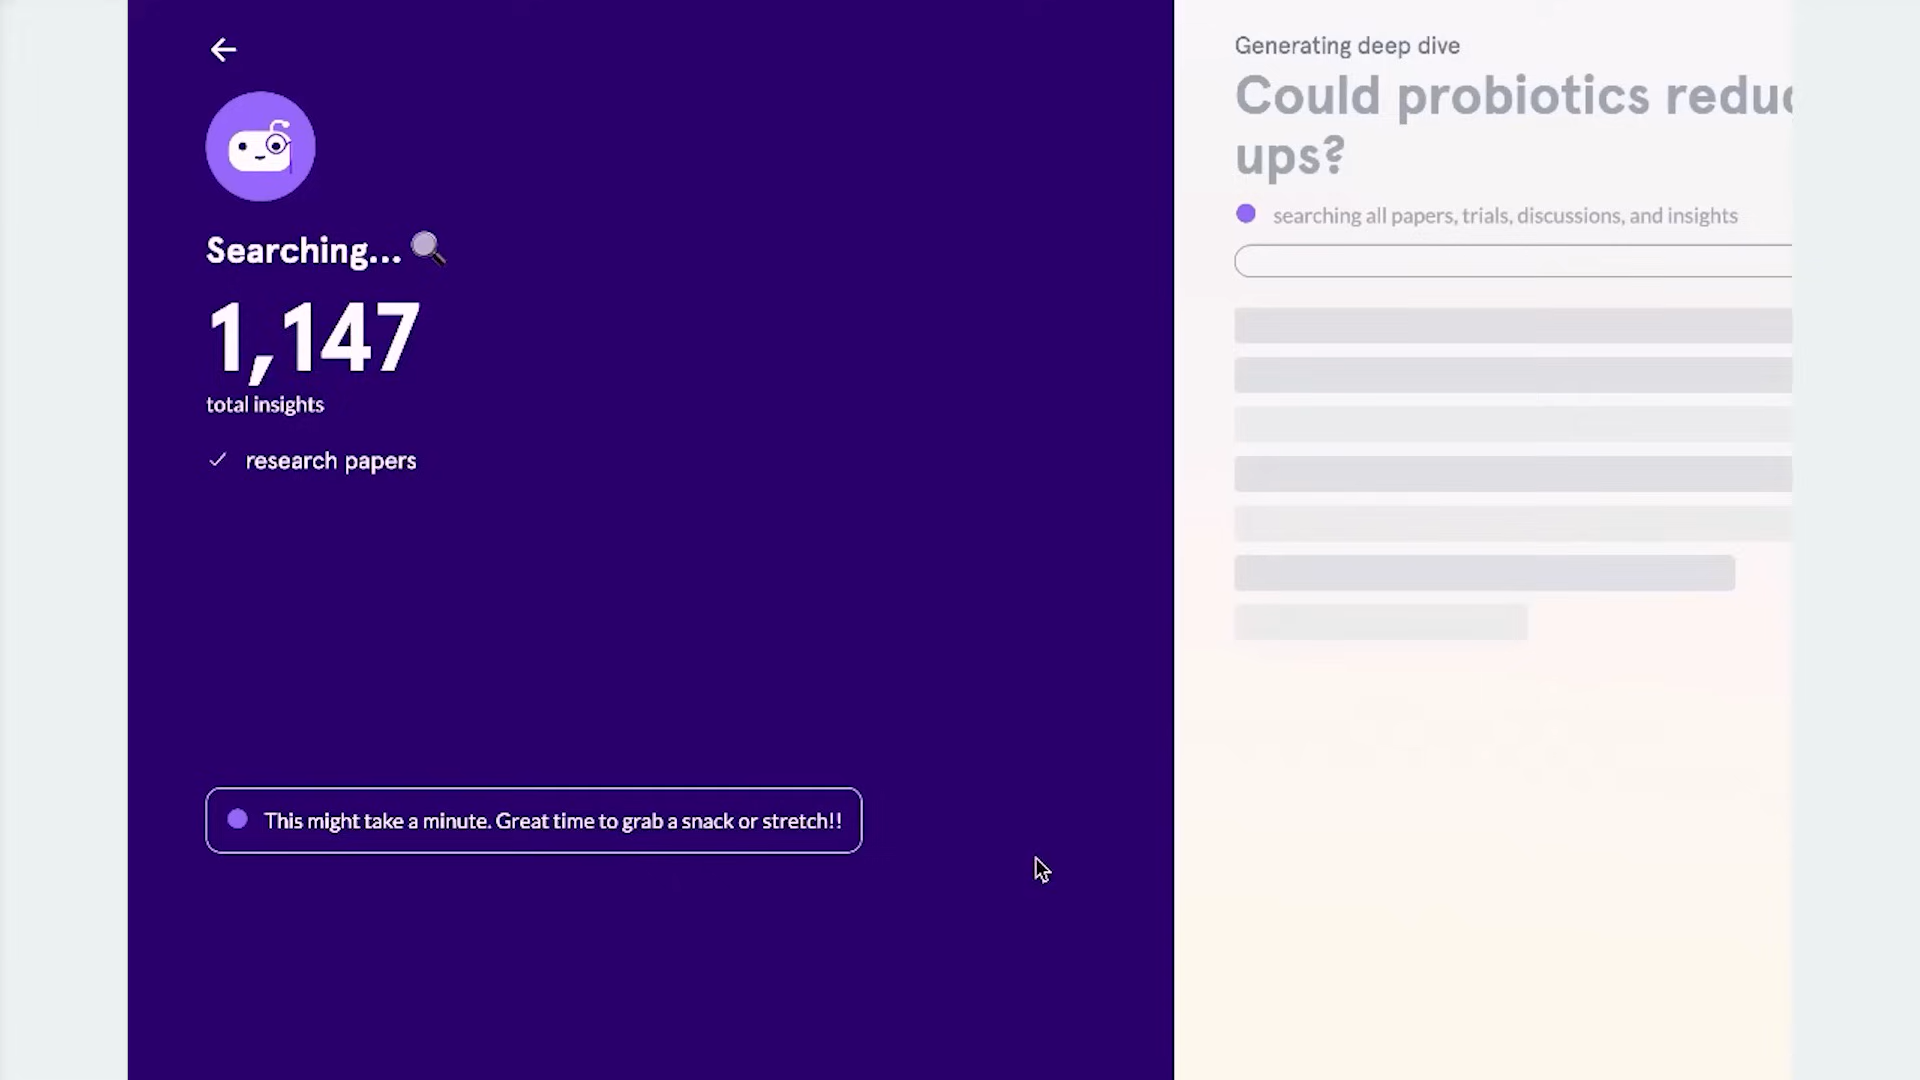 Searching...
1,147
total insights
research papers
This might take a minute. Great time to grab a snack or stretch!!
Generating deep dive
Could probiotics
ups?
searching all papers, trials, discussions, and insights